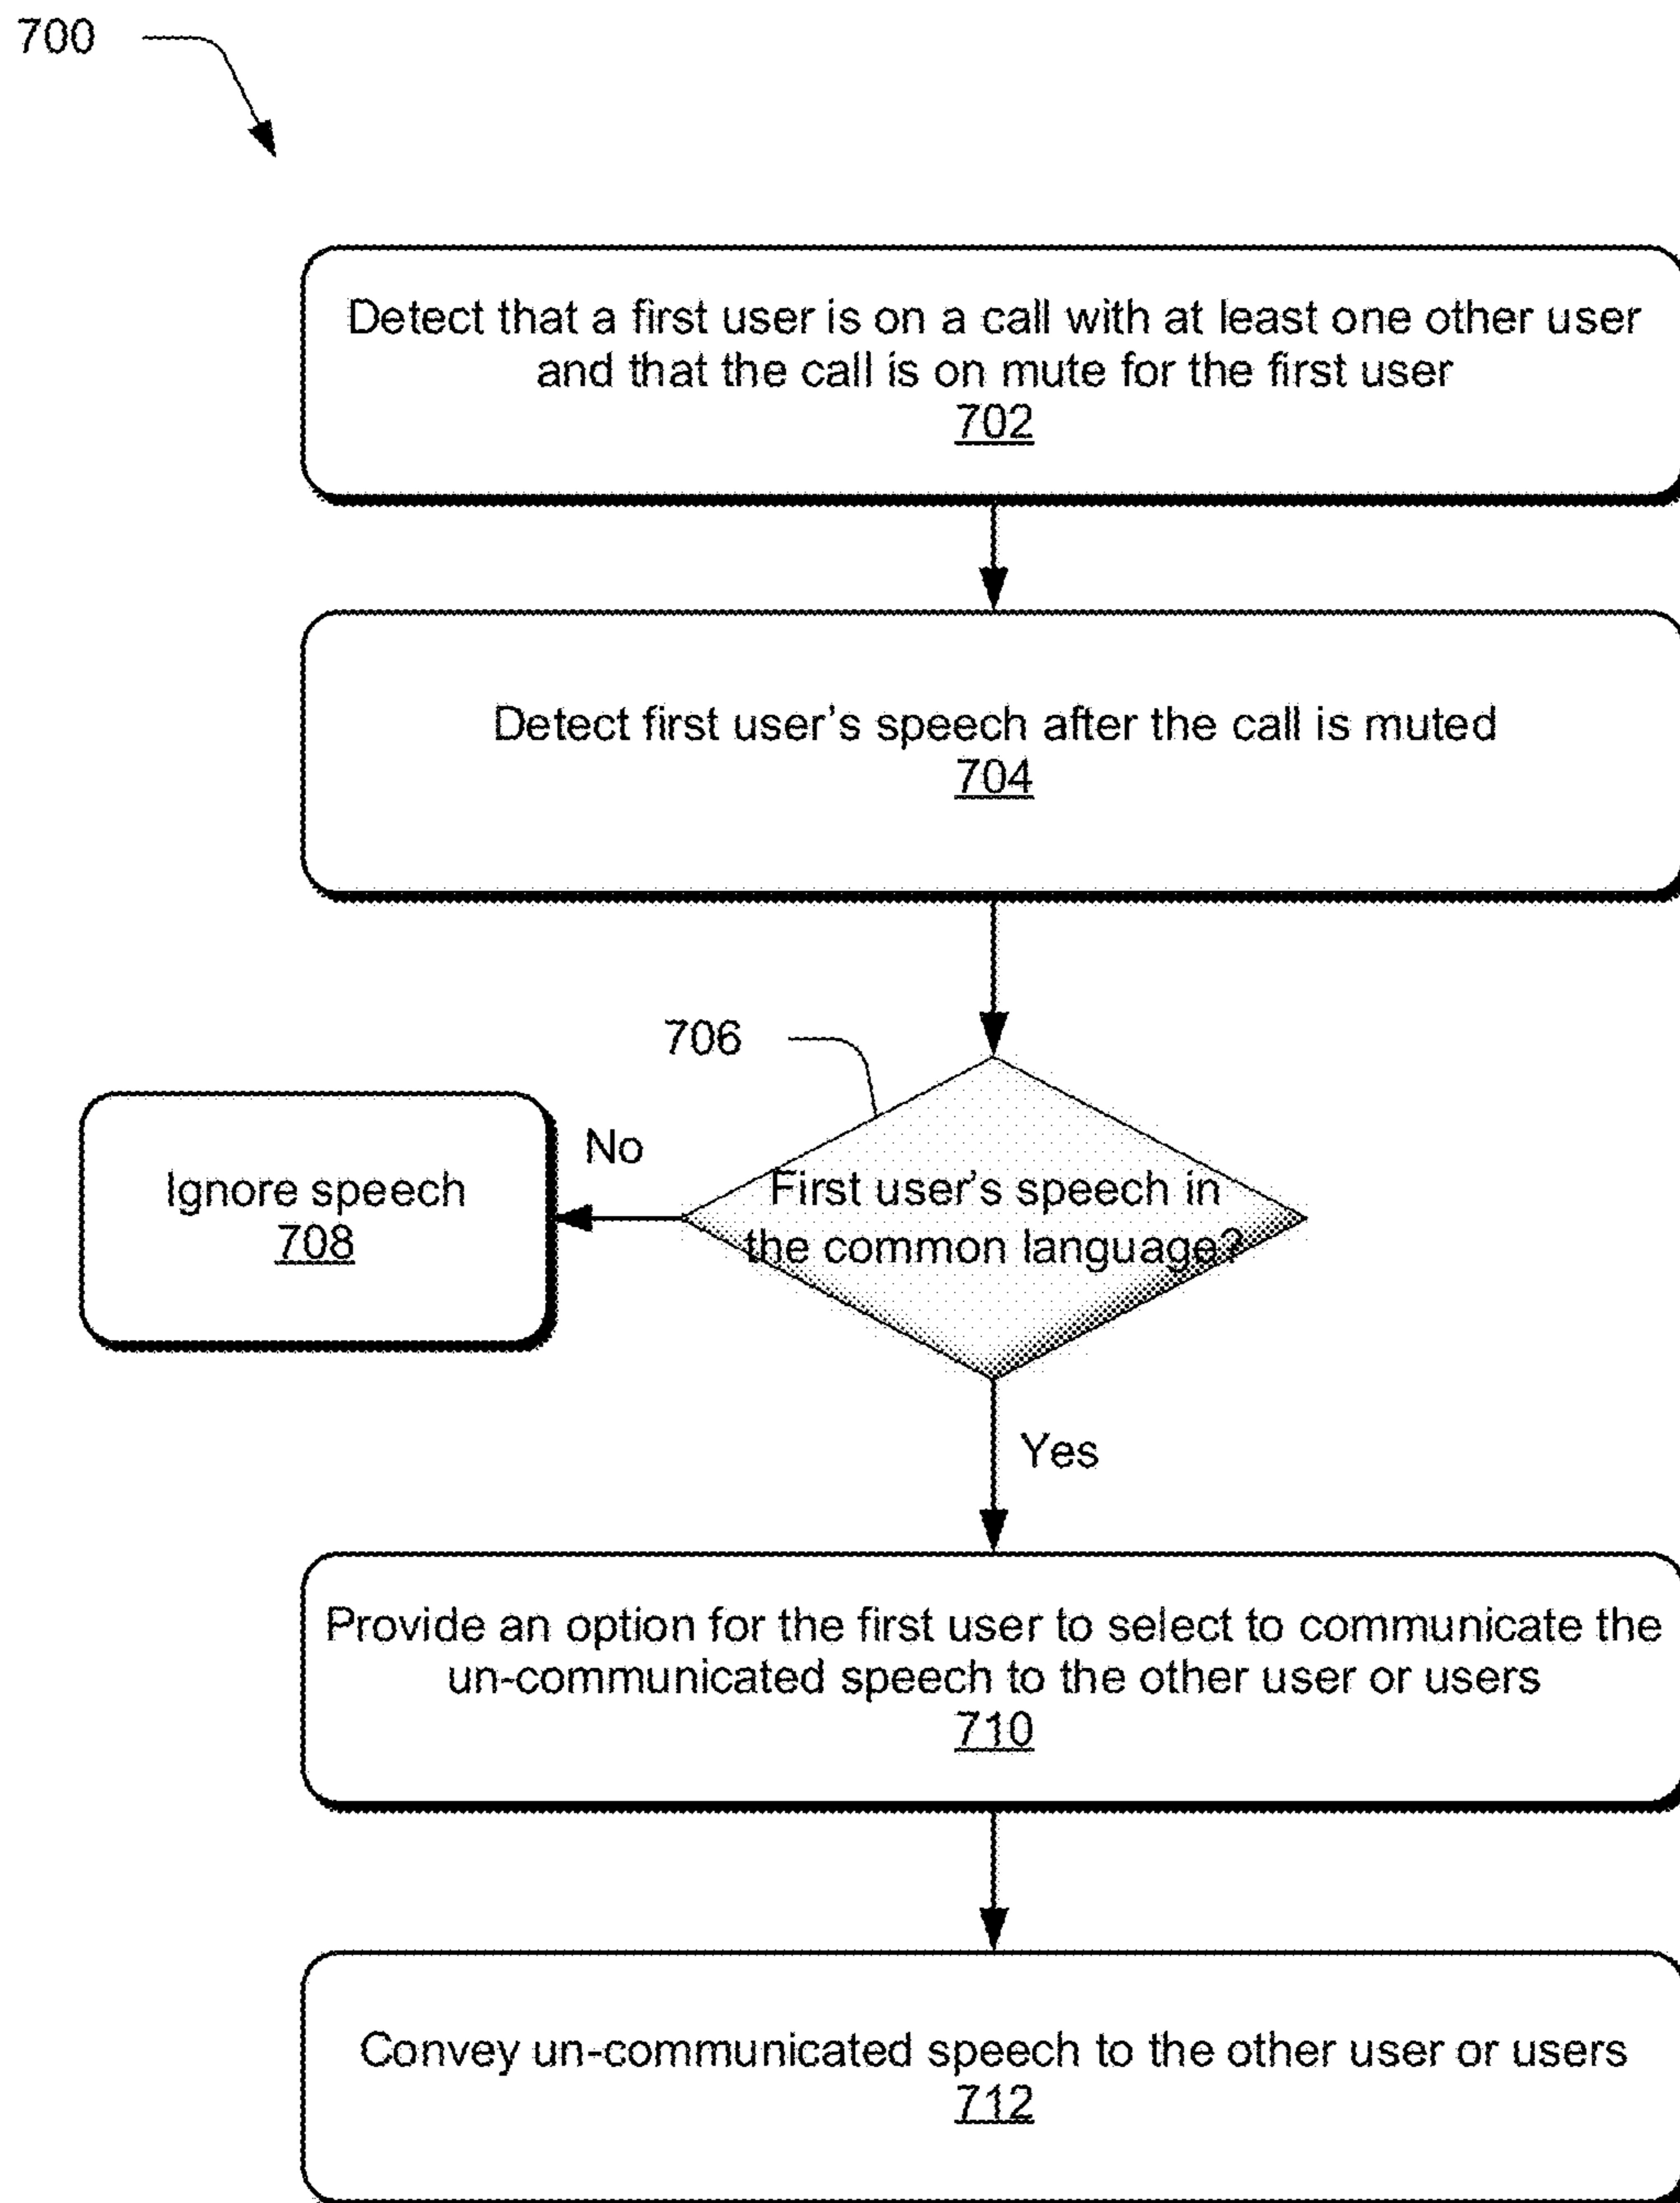 700
Detect that a first user is on a call with at least one other user
and that the call is on mute for the first user
702
Detect first user's speech after the call is muted
704
706
First user's speech in
the common language?
No
Ignore speech
708
Yes
Provide an option for the first user to select to communicate the
un-communicated speech to the other user or users
710
Convey un-communicated speech to the other user or users
712